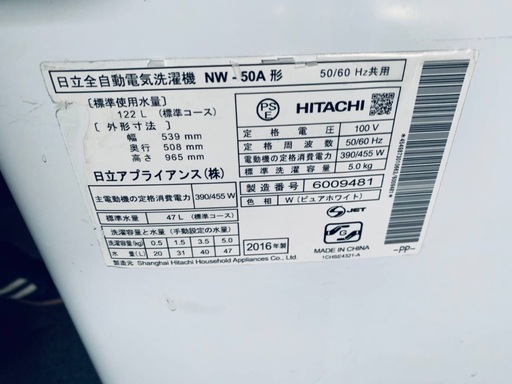 日立全自動電気洗濯機 NW-50A 形 50/60 Hz共用
〔標準使用水量〕
122 L (標準コース)
〔外形寸法〕
幅 539 mm
奥行 508 mm
高さ 965 mm
日立アプライアンス(株)
主電動機の定格消費電力 390/455 W
標準水量 47 L (標準コース)
洗濯容量と水量(手動設定の水量)
洗濯容量(kg) 0.5 1.5 3.5 5.0
水量(L) 20 31 40 47
製造元 Shanghai Hitachi Household Appliances Co., Ltd.
PS
E
HITACHI
定格電圧 100 V
定格周波数 50/60 Hz
電動機の定格消費電力 390/455 W
標準洗濯容量 5.0kg
製造番号 6009481
色相 W(ピュアホワイト)
2016年製
S-JET
G
MADE IN CHINA
1CHSE4321-A
-PP-